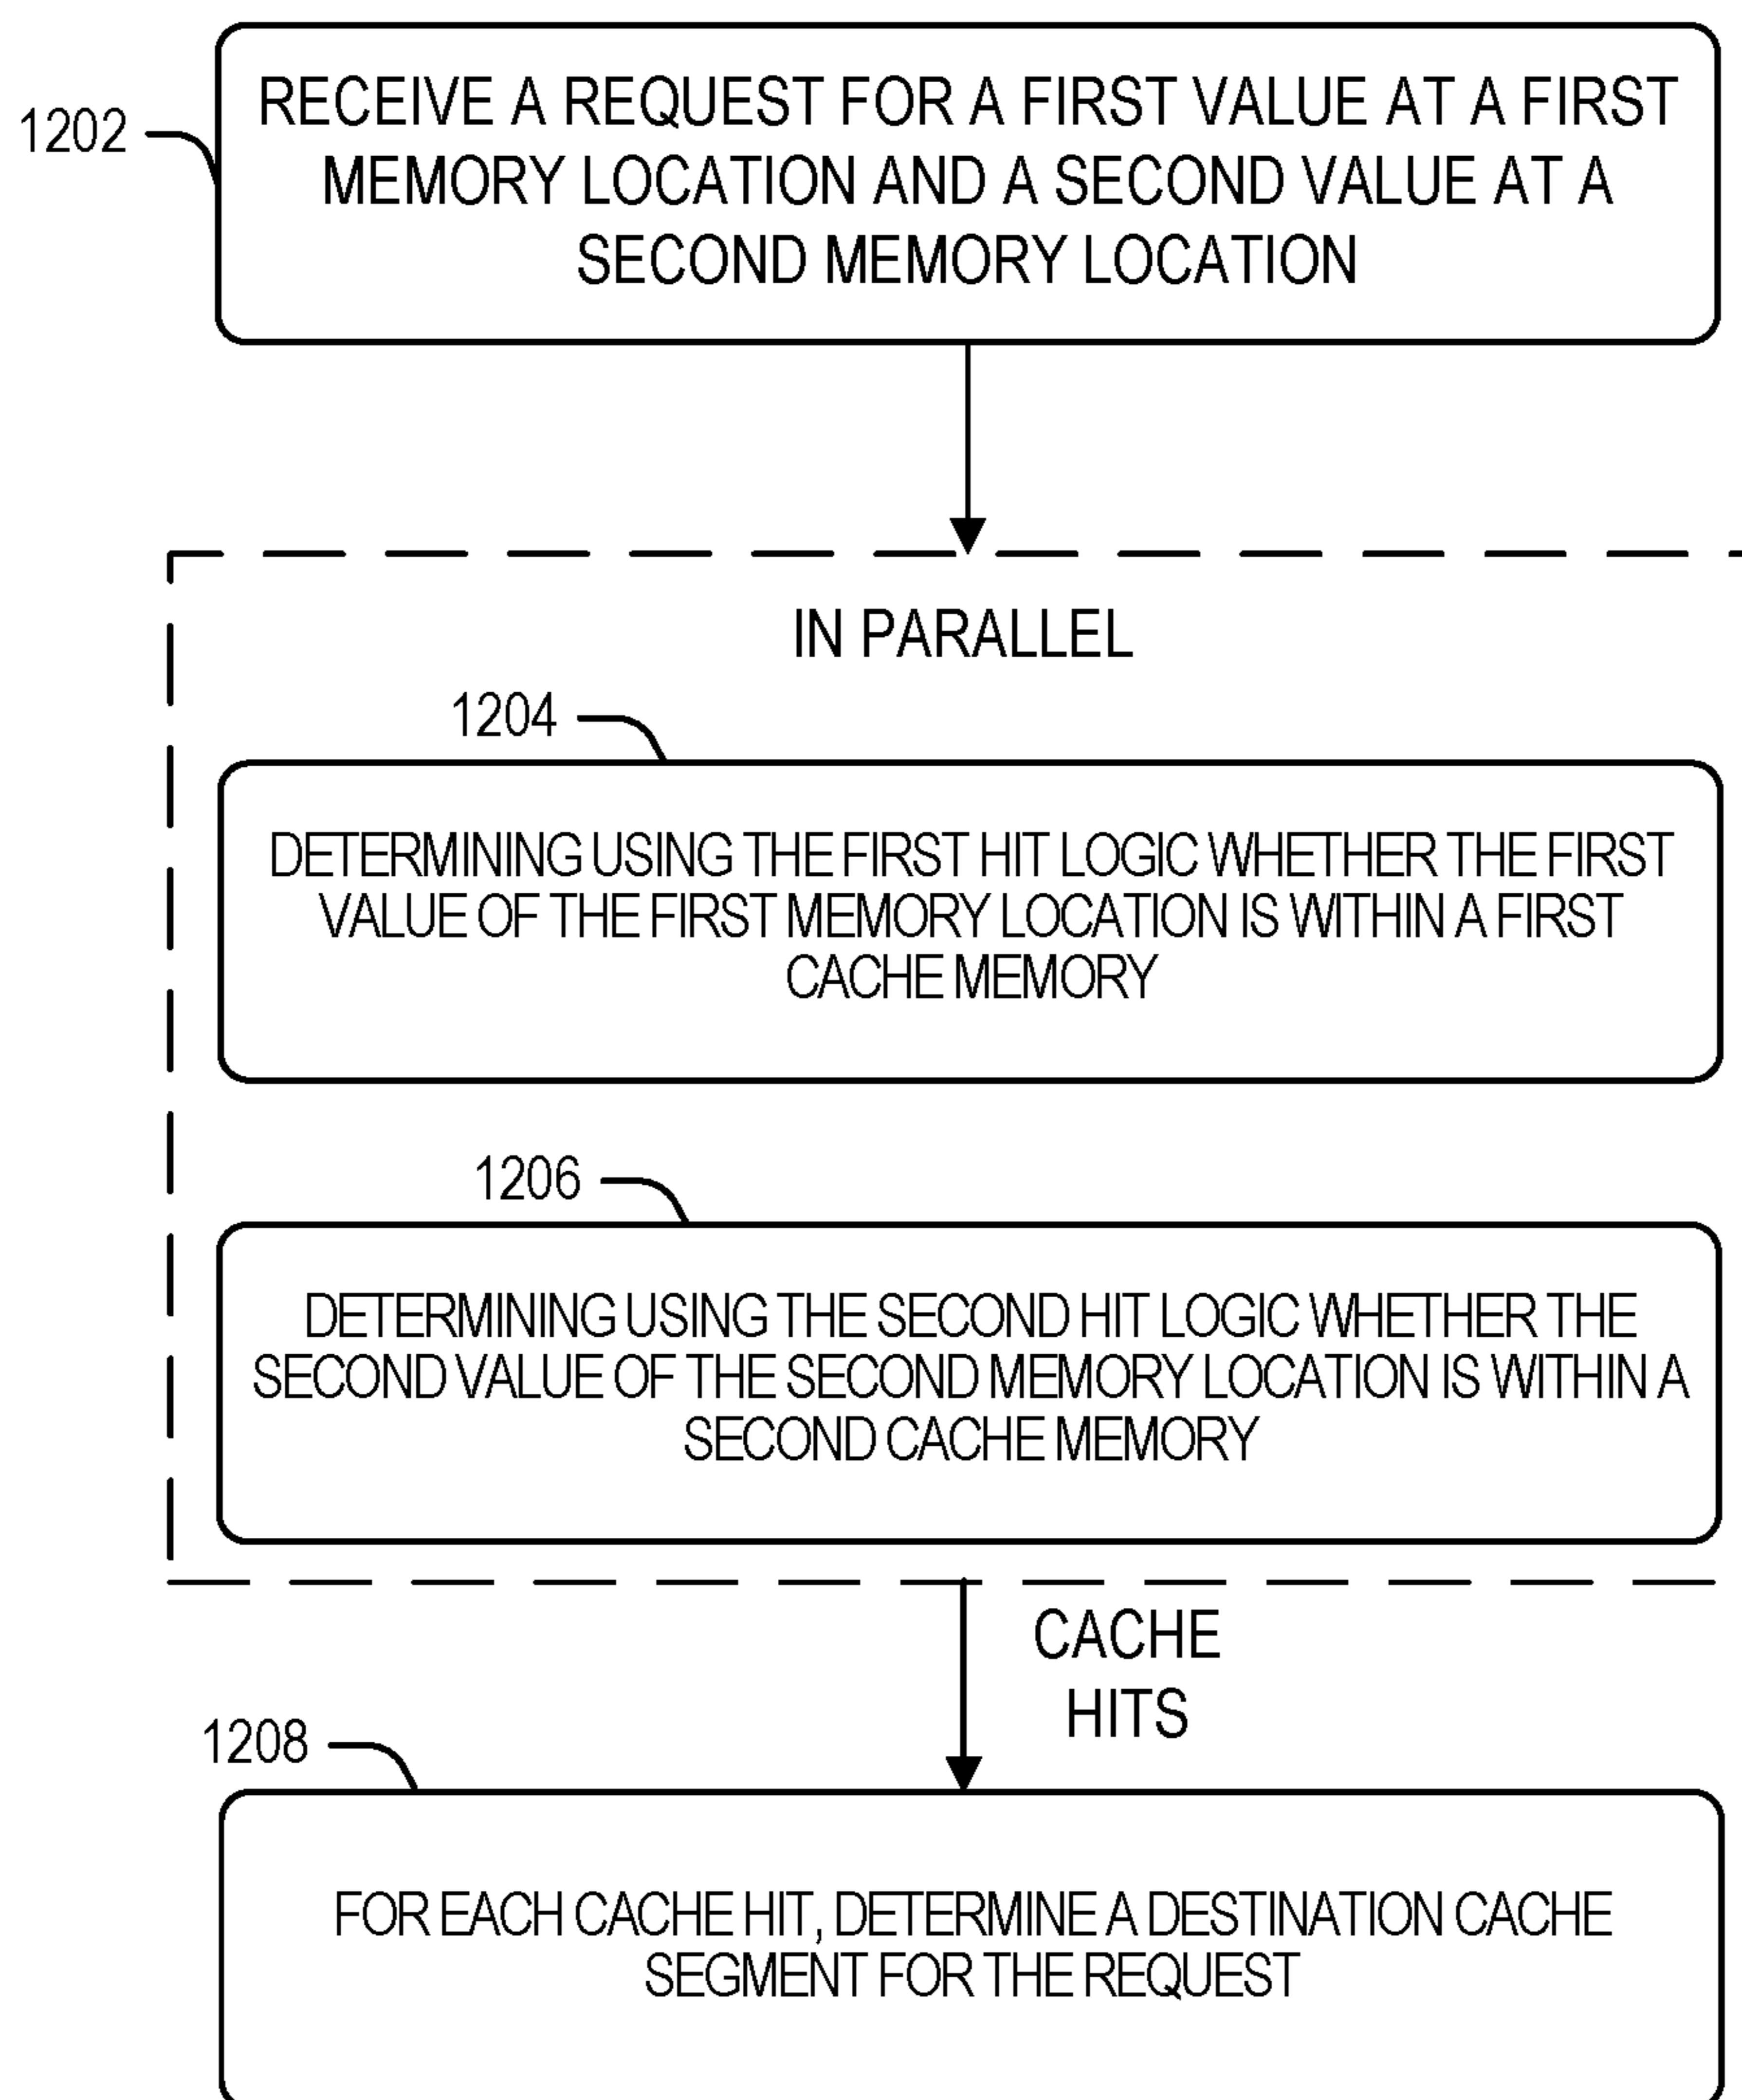 1202
RECEIVE A REQUEST FOR A FIRST VALUE AT A FIRST
MEMORY LOCATION AND A SECOND VALUE AT A
SECOND MEMORY LOCATION
IN PARALLEL
1204
DETERMINING USING THE FIRST HIT LOGIC WHETHER THE FIRST
VALUE OF THE FIRST MEMORY LOCATION IS WITHIN A FIRST
CACHE MEMORY
1206
DETERMINING USING THE SECOND HIT LOGIC WHETHER THE
SECOND VALUE OF THE SECOND MEMORY LOCATION IS WITHIN A
SECOND CACHE MEMORY
CACHE
HITS
1208
FOR EACH CACHE HIT, DETERMINE A DESTINATION CACHE
SEGMENT FOR THE REQUEST